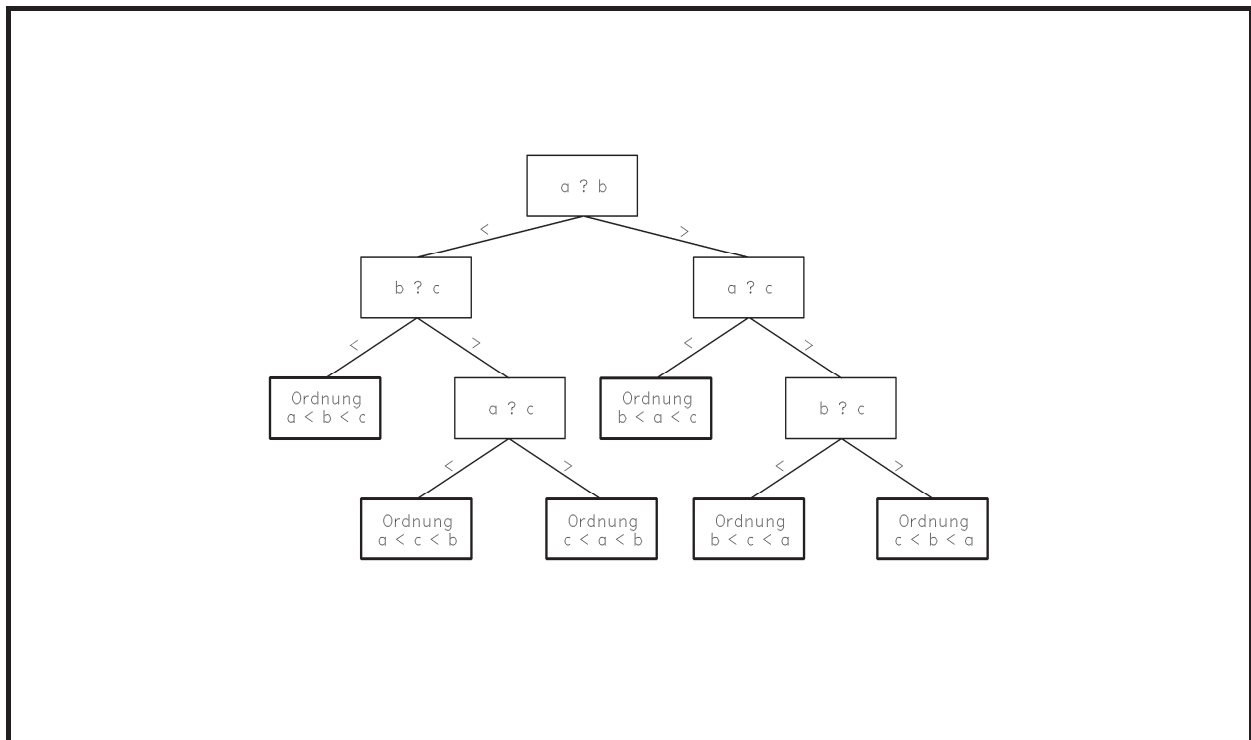 a ? b
<
>
b ? c
a ? c
<
>
<
>
Ordnung
a < b < c
a ? c
Ordnung
b < a < c
b ? c
<
>
<
>
Ordnung
a < c < b
Ordnung
c < a < b
Ordnung
b < c < a
Ordnung
c < b < a